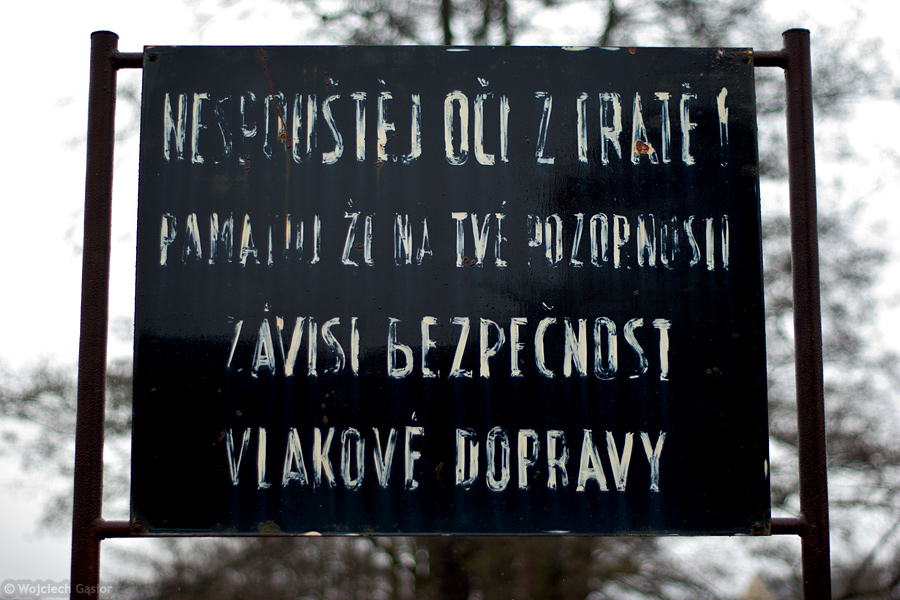 NESPOUŠTĚJ OČI Z TRATĚ!
PAMATUJ ŽE NA TVÉ POZORNOSTI
ZÁVISÍ BEZPEČNOST
VLAKOVÉ DOPRAVY
© Wojciech Gąsior